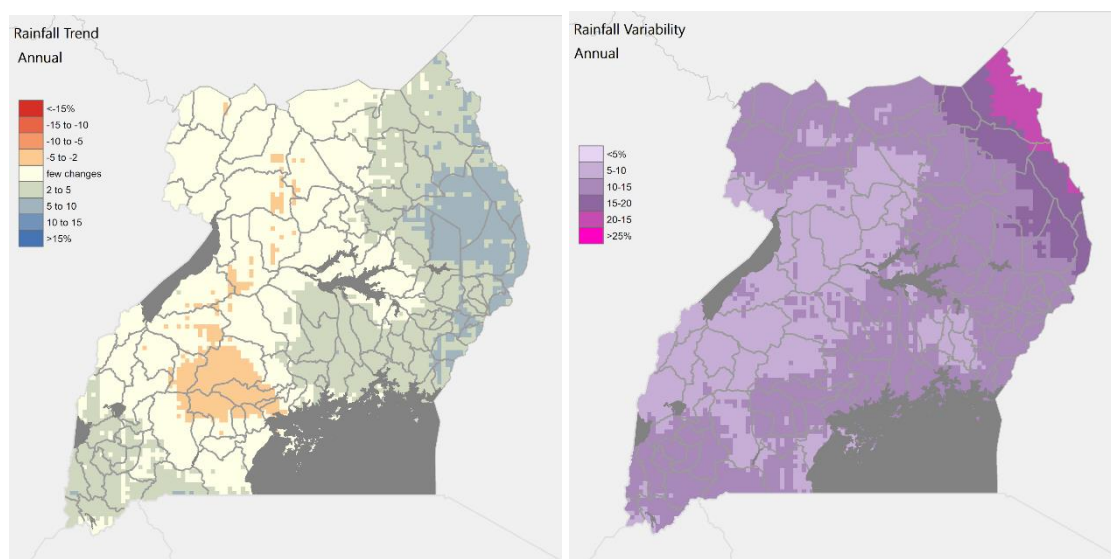 Rainfall Trend
Annual
<-15%
-15 to -10
-10 to -5
-5 to -2
few changes
2 to 5
5 to 10
10 to 15
>15%
Rainfall Variability
Annual
<5%
5-10
10-15
15-20
20-15
>25%